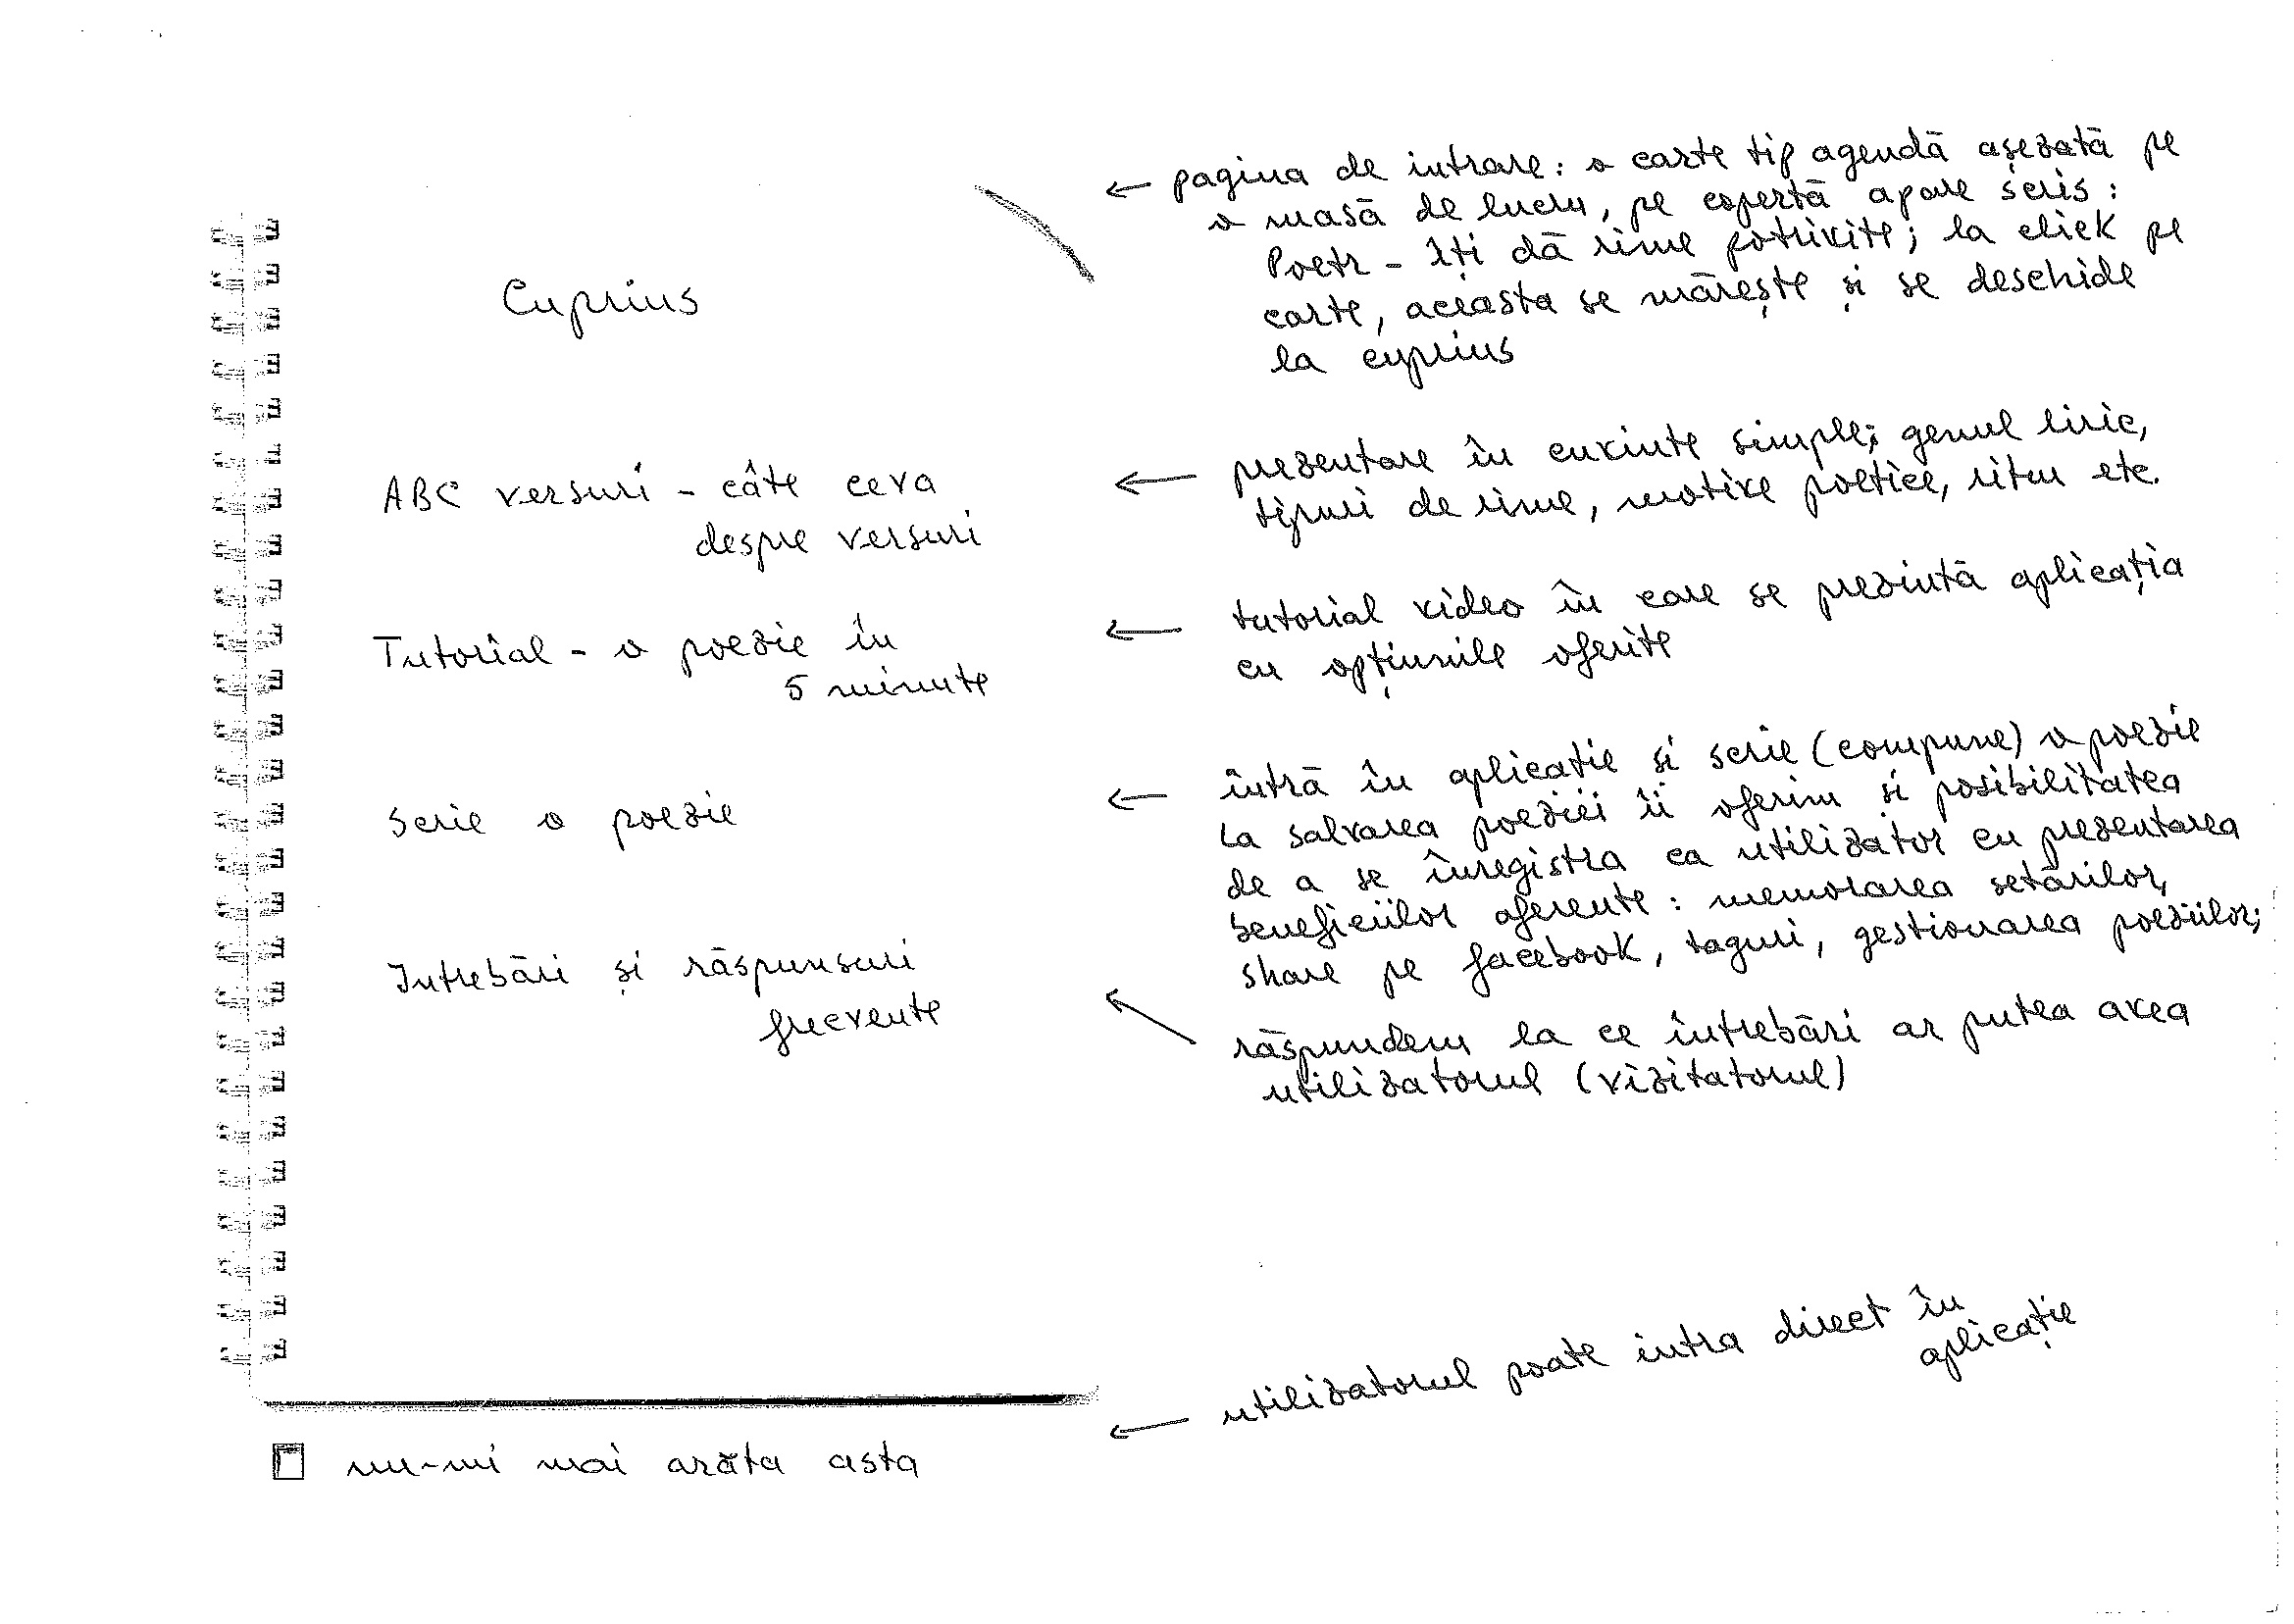 Cuprins
ABC versuri - câte ceva
despre versuri
Tutorial - o poezie în
5 minute
Scrie o poezie
Intrebări și răspunsuri
frecvente
nu-mi mai arăta asta
← pagina de intrare: o carte tip agendă așezată pe
o masă de lucru, pe copertă apare scris:
Poetr - îți dă rime potrivite; la click pe
carte, aceasta se mărește și se deschide
la cuprins
← prezentare în cuvinte simple; genul liric,
tipuri de rime, motive poetice, ritm etc.
← tutorial video în care se prezintă aplicația
cu opțiunile oferite
← intră în aplicatie și scrie (compune) o poezie
La salvarea poeziei îi oferim și posibilitatea
de a se înregistra ca utilizator cu prezentarea
beneficiilor aferente: memorarea setărilor,
share pe facebook, taguri, gestionarea poeziilor;
răspundem la ce întrebări ar putea avea
utilizatorul (vizitatorul)
← utilizatorul poate intra direct în
aplicație